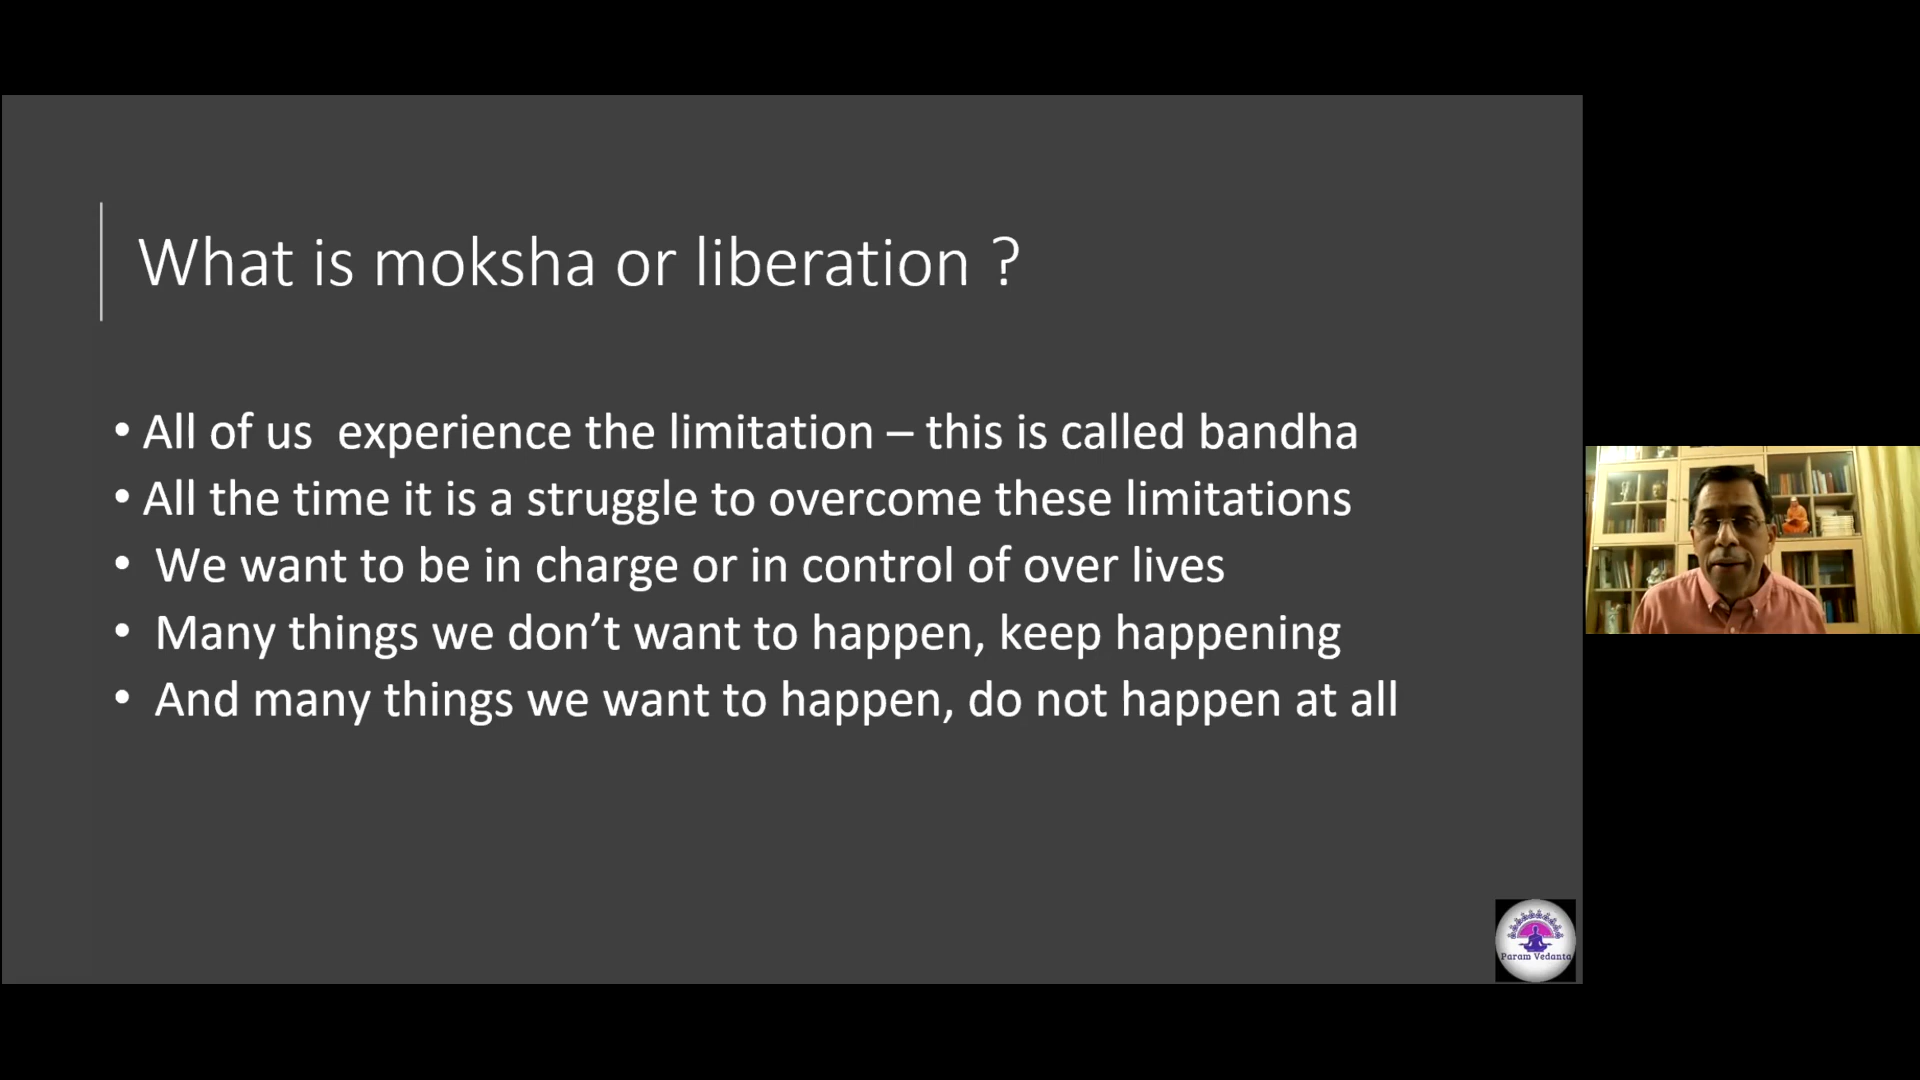 What is moksha or liberation ?
• All of us  experience the limitation – this is called bandha
• All the time it is a struggle to overcome these limitations
• We want to be in charge or in control of over lives
• Many things we don’t want to happen, keep happening
• And many things we want to happen, do not happen at all
Param Vedanta